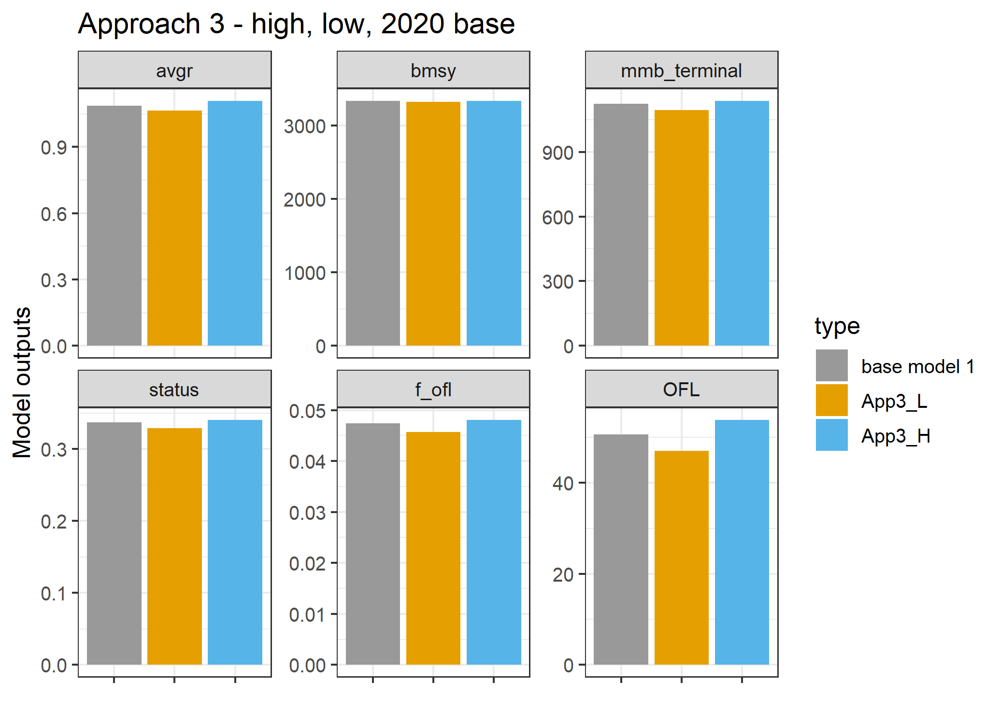 Approach 3 - high, low, 2020 base
avgr
bmsy
mmb_terminal
0.9
0.6
0.3
0.0
3000
2000
1000
0
900
600
300
0
status
f_ofl
OFL
0.3
0.2
0.1
0.0
0.05
0.04
0.03
0.02
0.01
0.00
40
20
0
Model outputs
type
base model 1
App3_L
App3_H